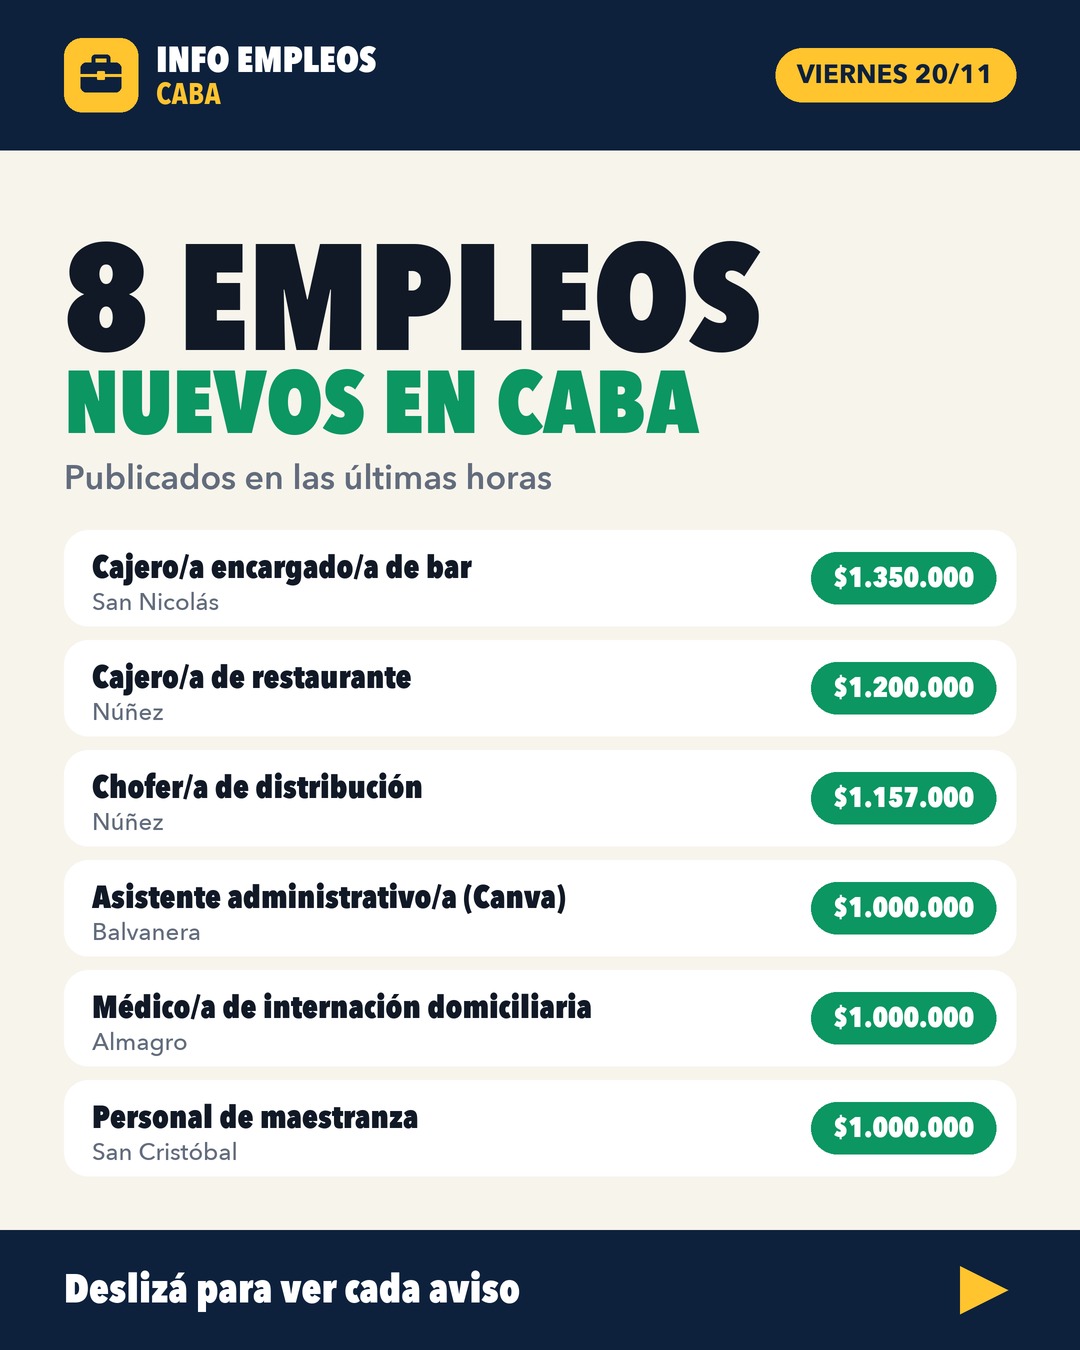 INFO EMPLEOS
CABA
VIERNES 20/11
8 EMPLEOS
NUEVOS EN CABA
Publicados en las últimas horas
Cajero/a encargado/a de bar
San Nicolás
$1.350.000
Cajero/a de restaurante
Núñez
$1.200.000
Chofer/a de distribución
Núñez
$1.157.000
Asistente administrativo/a (Canva)
Balvanera
$1.000.000
Médico/a de internación domiciliaria
Almagro
$1.000.000
Personal de maestranza
San Cristóbal
$1.000.000
Deslizá para ver cada aviso